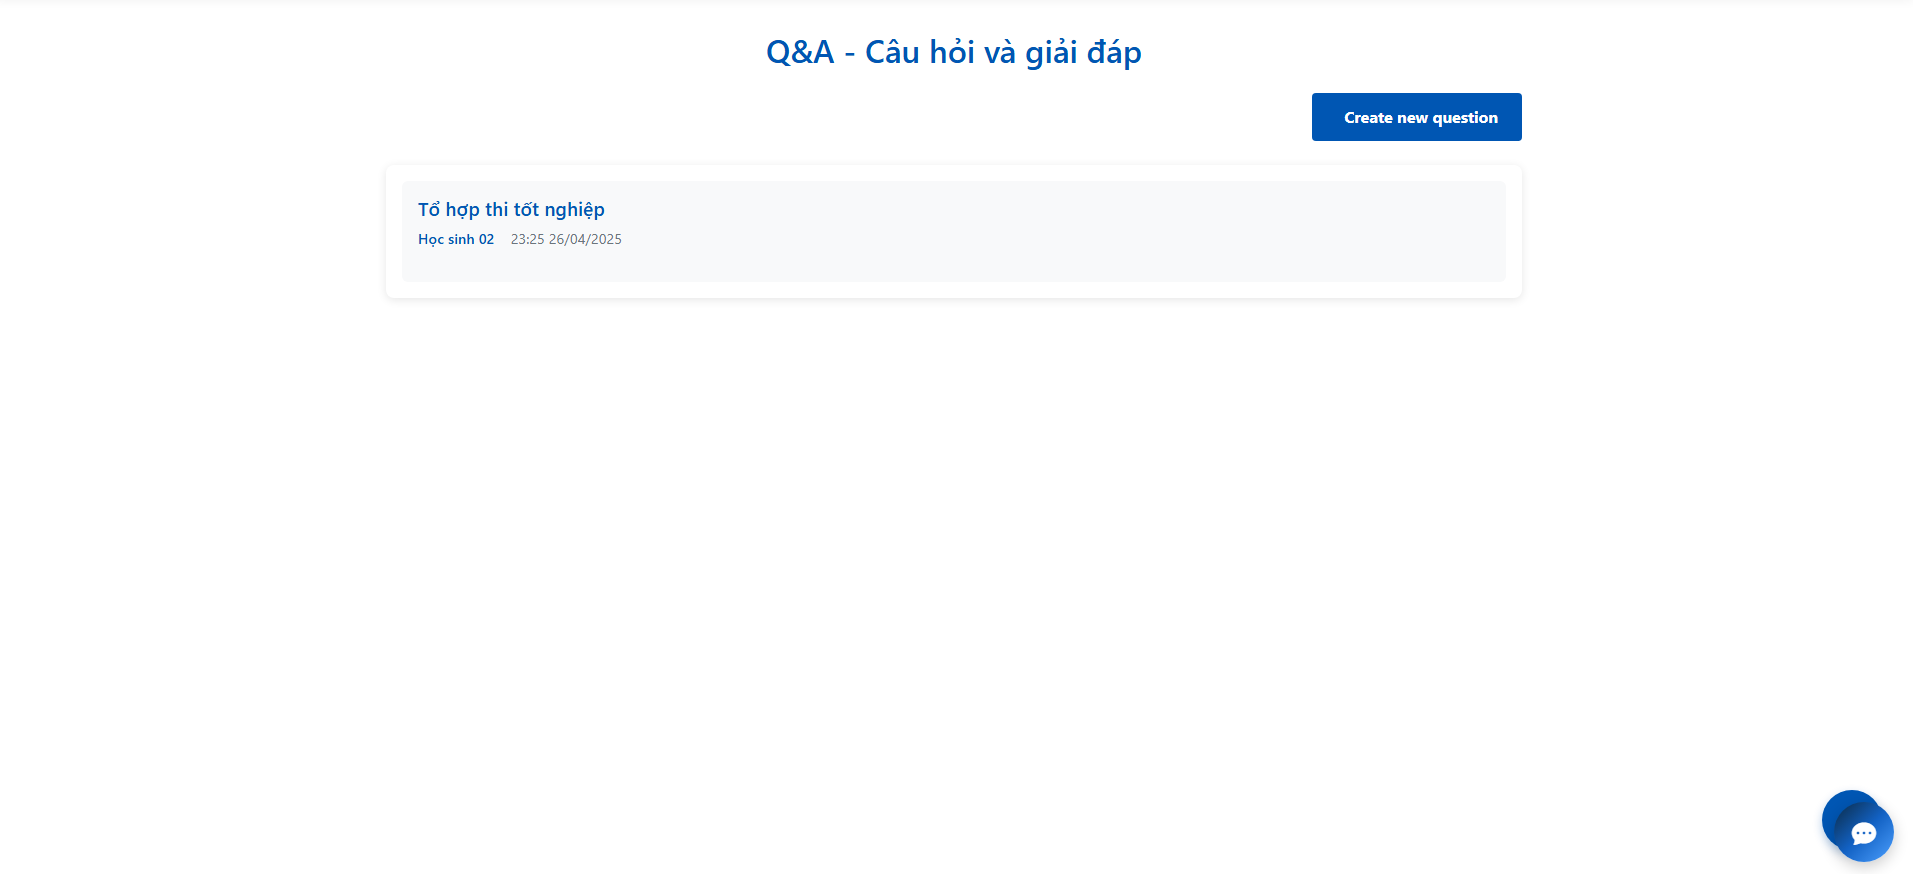 Q&A - Câu hỏi và giải đáp
Create new question
Tổ hợp thi tốt nghiệp
Học sinh 02 23:25 26/04/2025